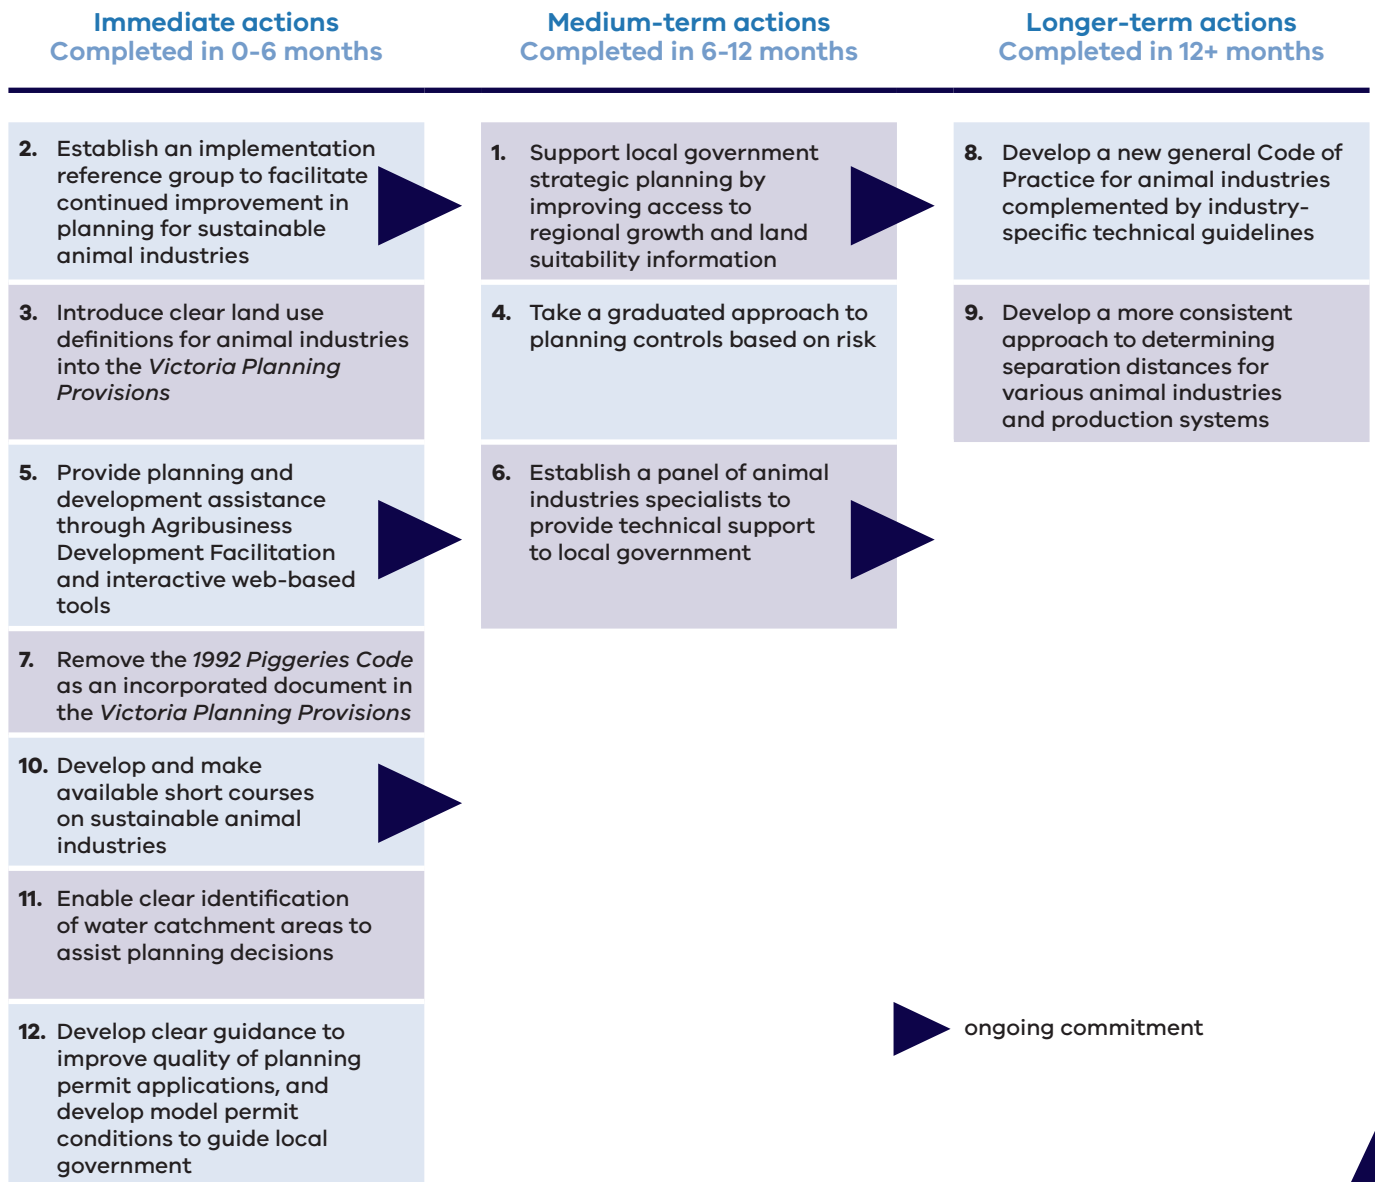 Immediate actions
Completed in 0-6 months
2. Establish an implementation
reference group to facilitate
continued improvement in
planning for sustainable
animal industries
3. Introduce clear land use
definitions for animal industries
into the Victoria Planning
Provisions
5. Provide planning and
development assistance
through Agribusiness
Development Facilitation
and interactive web-based
tools
7. Remove the 1992 Piggeries Code
as an incorporated document in
the Victoria Planning Provisions
10. Develop and make
available short courses
on sustainable animal
industries
11. Enable clear identification
of water catchment areas to
assist planning decisions
12. Develop clear guidance to
improve quality of planning
permit applications, and
develop model permit
conditions to guide local
government
Medium-term actions
Completed in 6-12 months
1. Support local government
strategic planning by
improving access to
regional growth and land
suitability information
4. Take a graduated approach to
planning controls based on risk
6. Establish a panel of animal
industries specialists to
provide technical support
to local government
Longer-term actions
Completed in 12+ months
8. Develop a new general Code of
Practice for animal industries
complemented by industry-
specific technical guidelines
9. Develop a more consistent
approach to determining
separation distances for
various animal industries
and production systems
ongoing commitment